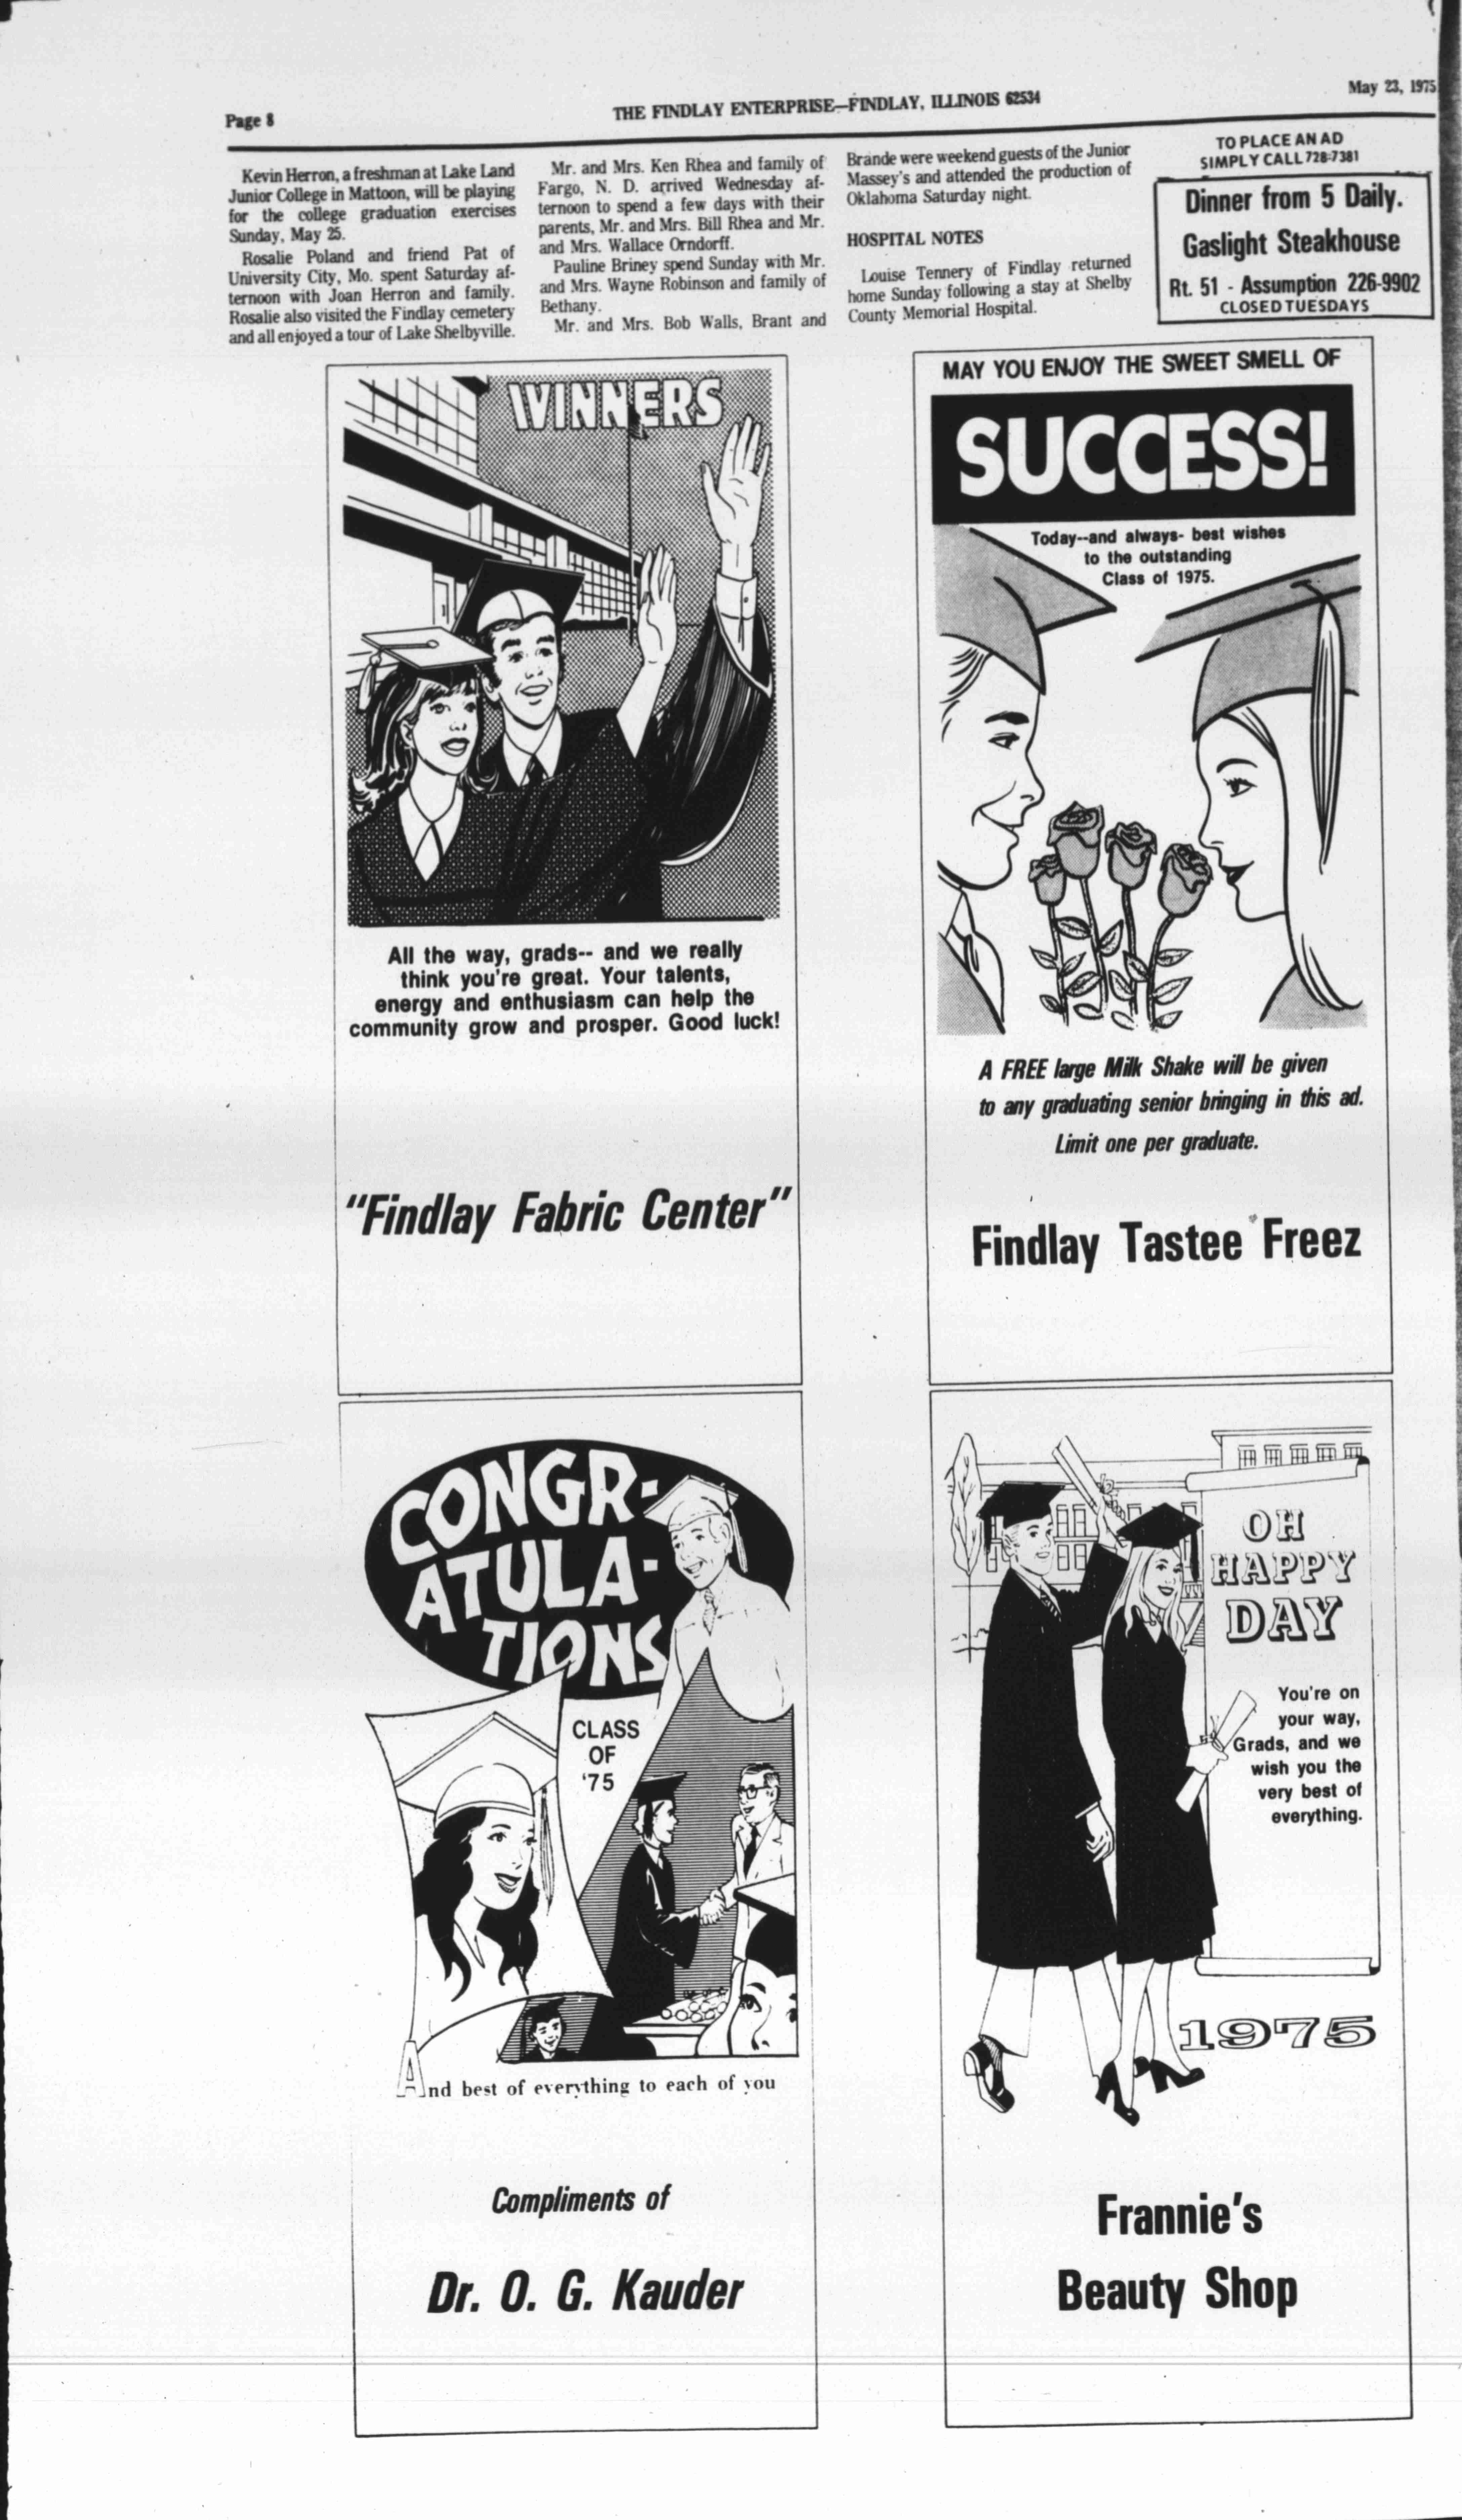 Page 8
THE FINDLAY ENTERPRISE—FINDLAY, ILLINOIS 62534
May 23, 1975
Kevin Herron, a freshman at Lake Land
Junior College in Mattoon, will be playing
for the college graduation exercises
Sunday, May 25.
Rosalie Poland and friend Pat of
University City, Mo. spent Saturday af-
ternoon with Joan Herron and family.
Rosalie also visited the Findlay cemetery
and all enjoyed a tour of Lake Shelbyville.
Mr. and Mrs. Ken Rhea and family of
Fargo, N. D. arrived Wednesday af-
ternoon to spend a few days with their
parents, Mr. and Mrs. Bill Rhea and Mr.
and Mrs. Wallace Orndorff.
Pauline Briney spend Sunday with Mr.
and Mrs. Wayne Robinson and family of
Bethany.
Mr. and Mrs. Bob Walls, Brant and
Brande were weekend guests of the Junior
Massey's and attended the production of
Oklahoma Saturday night.
HOSPITAL NOTES
Louise Tennery of Findlay returned
home Sunday following a stay at Shelby
County Memorial Hospital.
TO PLACE AN AD
SIMPLY CALL 728-7381
Dinner from 5 Daily.
Gaslight Steakhouse
Rt. 51 - Assumption 226-9902
CLOSED TUESDAYS
WINNERS
All the way, grads-- and we really
think you're great. Your talents,
energy and enthusiasm can help the
community grow and prosper. Good luck!
"Findlay Fabric Center"
MAY YOU ENJOY THE SWEET SMELL OF
SUCCESS!
Today--and always- best wishes
to the outstanding
Class of 1975.
A FREE large Milk Shake will be given
to any graduating senior bringing in this ad.
Limit one per graduate.
Findlay Tastee Freez
CONGR-
ATULA-
TIONS
CLASS
OF
'75
And best of everything to each of you
Compliments of
Dr. O. G. Kauder
OH
HAPPY
DAY
You're on
your way,
Grads, and we
wish you the
very best of
everything.
1975
Frannie's
Beauty Shop